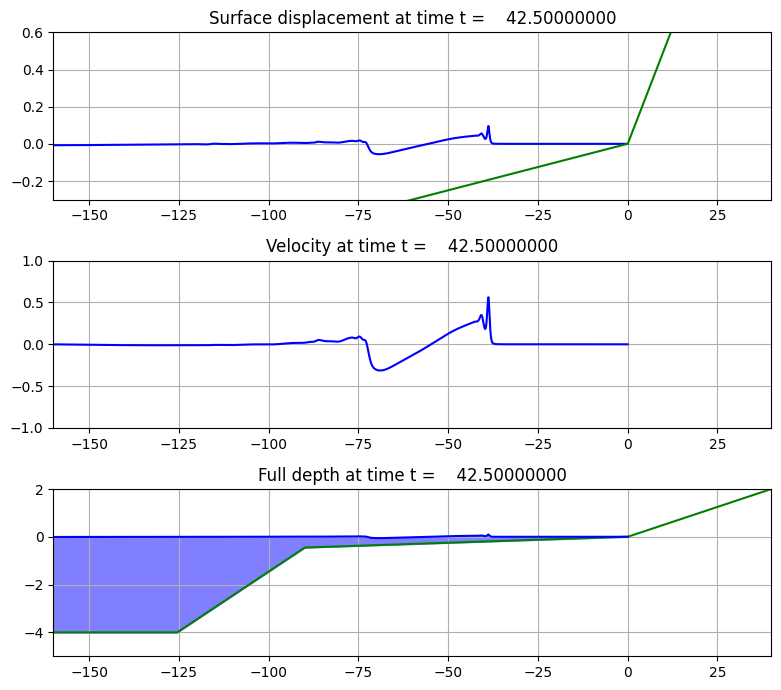 Surface displacement at time t =    42.50000000
0.6
0.4
0.2
0.0
−0.2
−150 −125 −100 −75 −50 −25 0 25
Velocity at time t =    42.50000000
1.0
0.5
0.0
−0.5
−1.0
−150 −125 −100 −75 −50 −25 0 25
Full depth at time t =    42.50000000
2
0
−2
−4
−150 −125 −100 −75 −50 −25 0 25